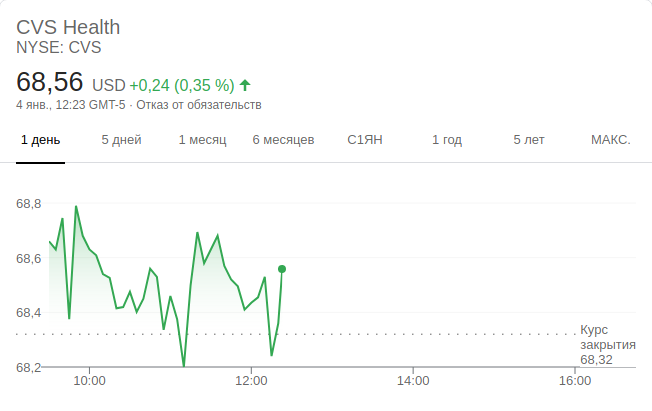 CVS Health
NYSE: CVS
68,56 USD +0,24 (0,35 %)
4 янв., 12:23 GMT-5 · Отказ от обязательств
1 день 5 дней 1 месяц 6 месяцев С1ЯН 1 год 5 лет МАКС.
68,8
68,6
68,4
Курс
закрытия
68,32
68,2
10:00 12:00 14:00 16:00